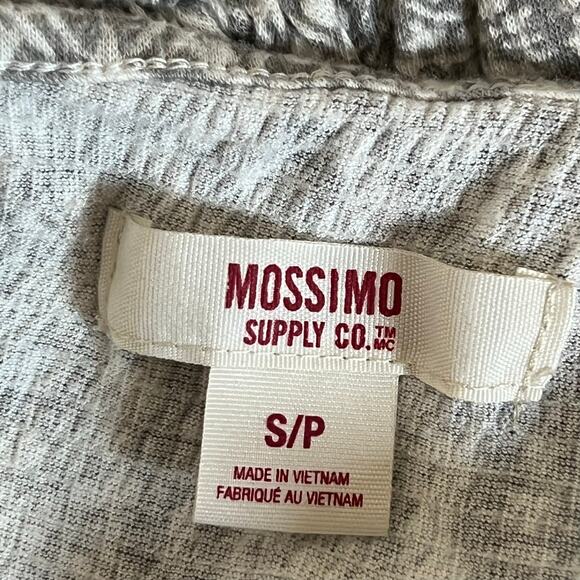 MOSSIMO
SUPPLY CO.™ MC
S/P
MADE IN VIETNAM
FABRIQUÉ AU VIETNAM